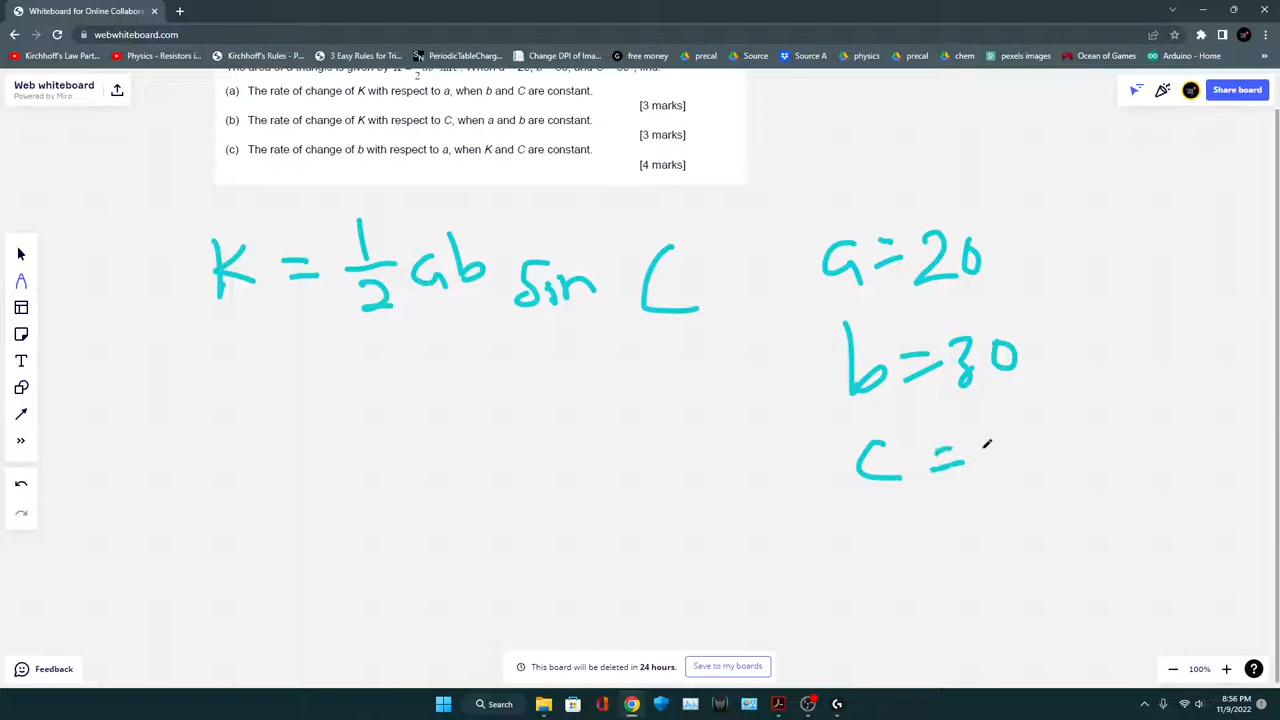 Whiteboard for Online Collabora
webwhiteboard.com
Kirchhoff's Law Part...
Physics - Resistors i...
Kirchhoff's Rules - P...
3 Easy Rules for Tri...
PeriodicTableCharg...
Change DPI of Ima...
free money
precal
Source
Source A
physics
precal
chem
pexels images
Ocean of Games
Arduino - Home
Web whiteboard
Powered by Miro
Share board
2
(a) The rate of change of K with respect to a, when b and C are constant.
[3 marks]
(b) The rate of change of K with respect to C, when a and b are constant.
[3 marks]
(c) The rate of change of b with respect to a, when K and C are constant.
[4 marks]
K = 1/2 ab sin C
a = 20
b = 30
C =
Feedback
This board will be deleted in 24 hours.
Save to my boards
100%
Search
8:56 PM
11/9/2022